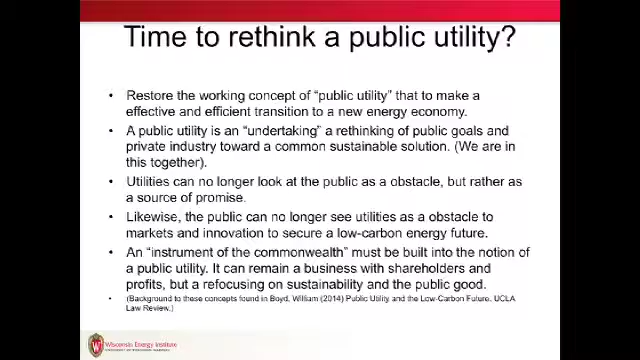 Time to rethink a public utility?
• Restore the working concept of “public utility” that to make a
effective and efficient transition to a new energy economy.
• A public utility is an “undertaking” a rethinking of public goals and
private industry toward a common sustainable solution. (We are in
this together).
• Utilities can no longer look at the public as a obstacle, but rather as
a source of promise.
• Likewise, the public can no longer see utilities as a obstacle to
markets and innovation to secure a low-carbon energy future.
• An “instrument of the commonwealth” must be built into the notion of
a public utility. It can remain a business with shareholders and
profits, but a refocusing on sustainability and the public good.
• (Background to these concepts found in Boyd, William (2014) Public Utility and the Low-Carbon Future. UCLA
Law Review.)
Wisconsin Energy Institute
UNIVERSITY OF WISCONSIN–MADISON